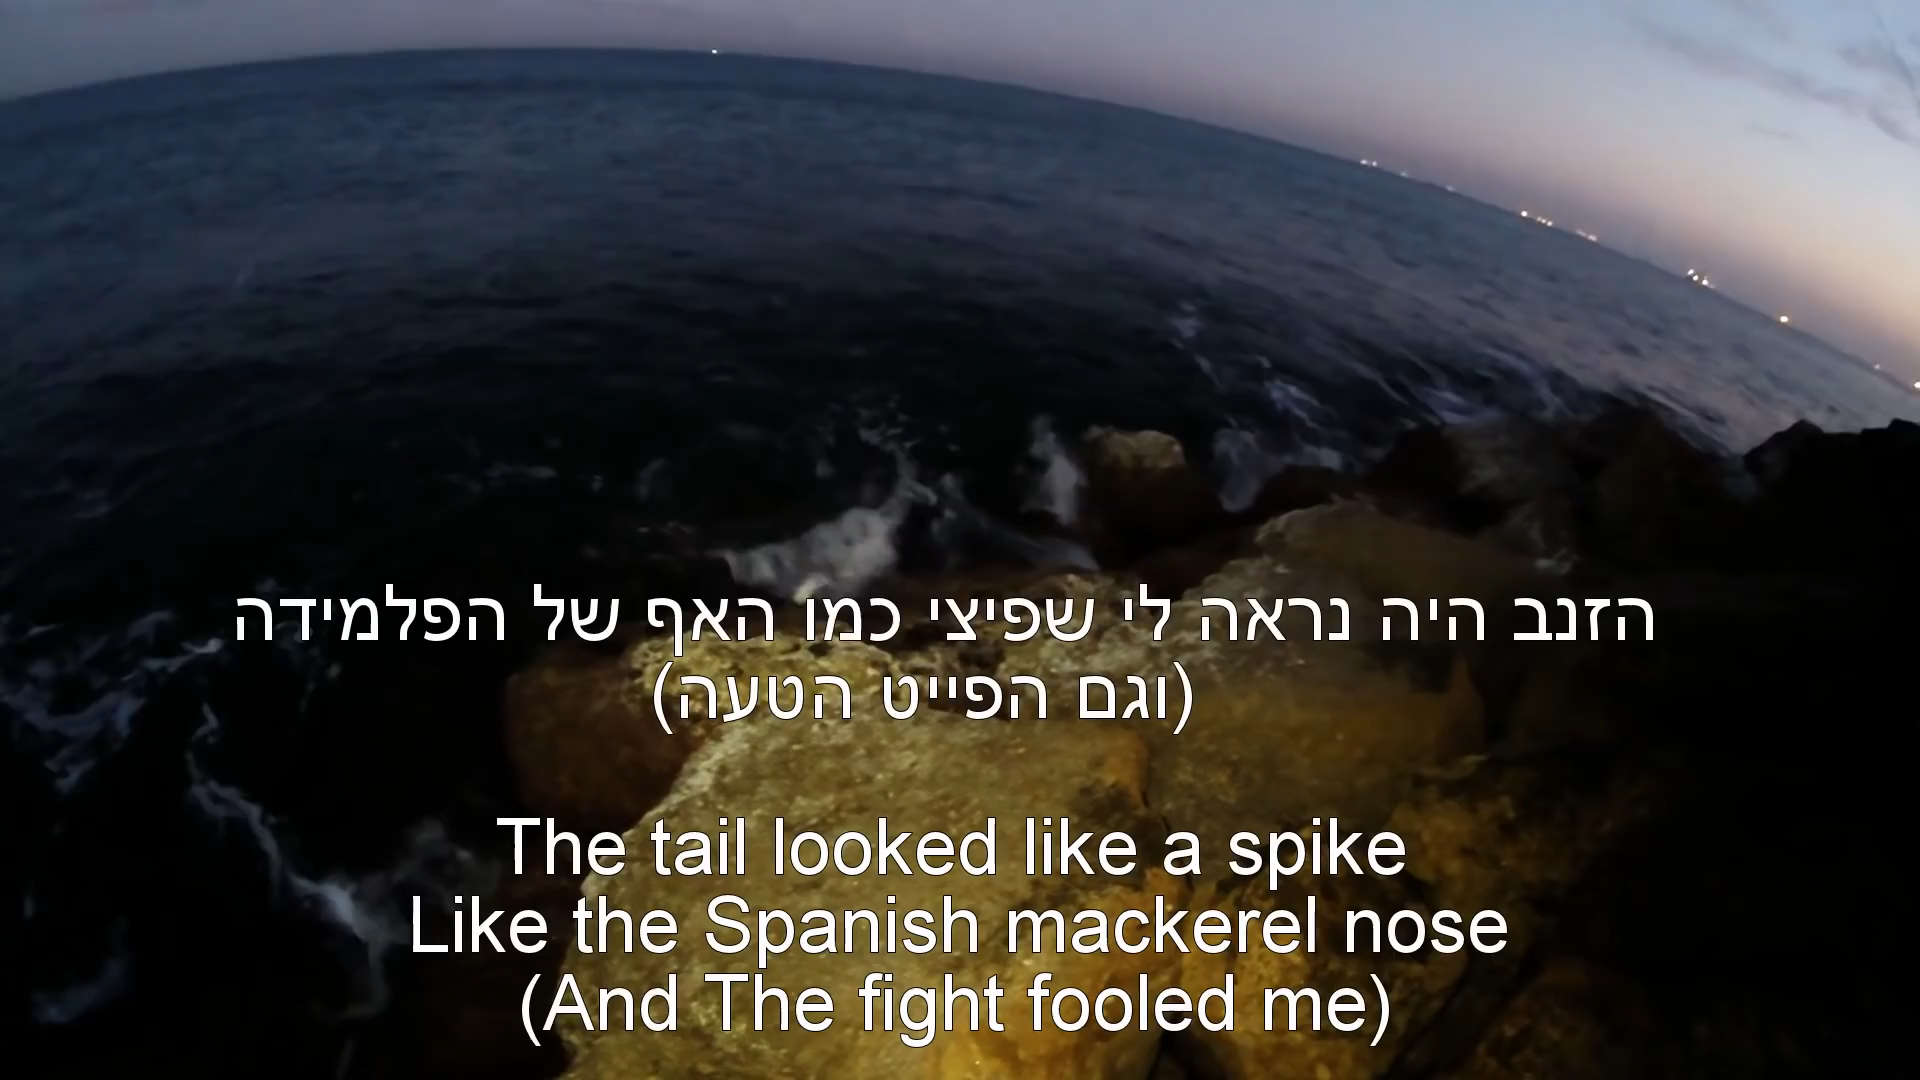 הזנב היה נראה לי שפיצי כמו האף של הפלמידה
(וגם הפייט הטעה)
The tail looked like a spike
Like the Spanish mackerel nose
(And The fight fooled me)